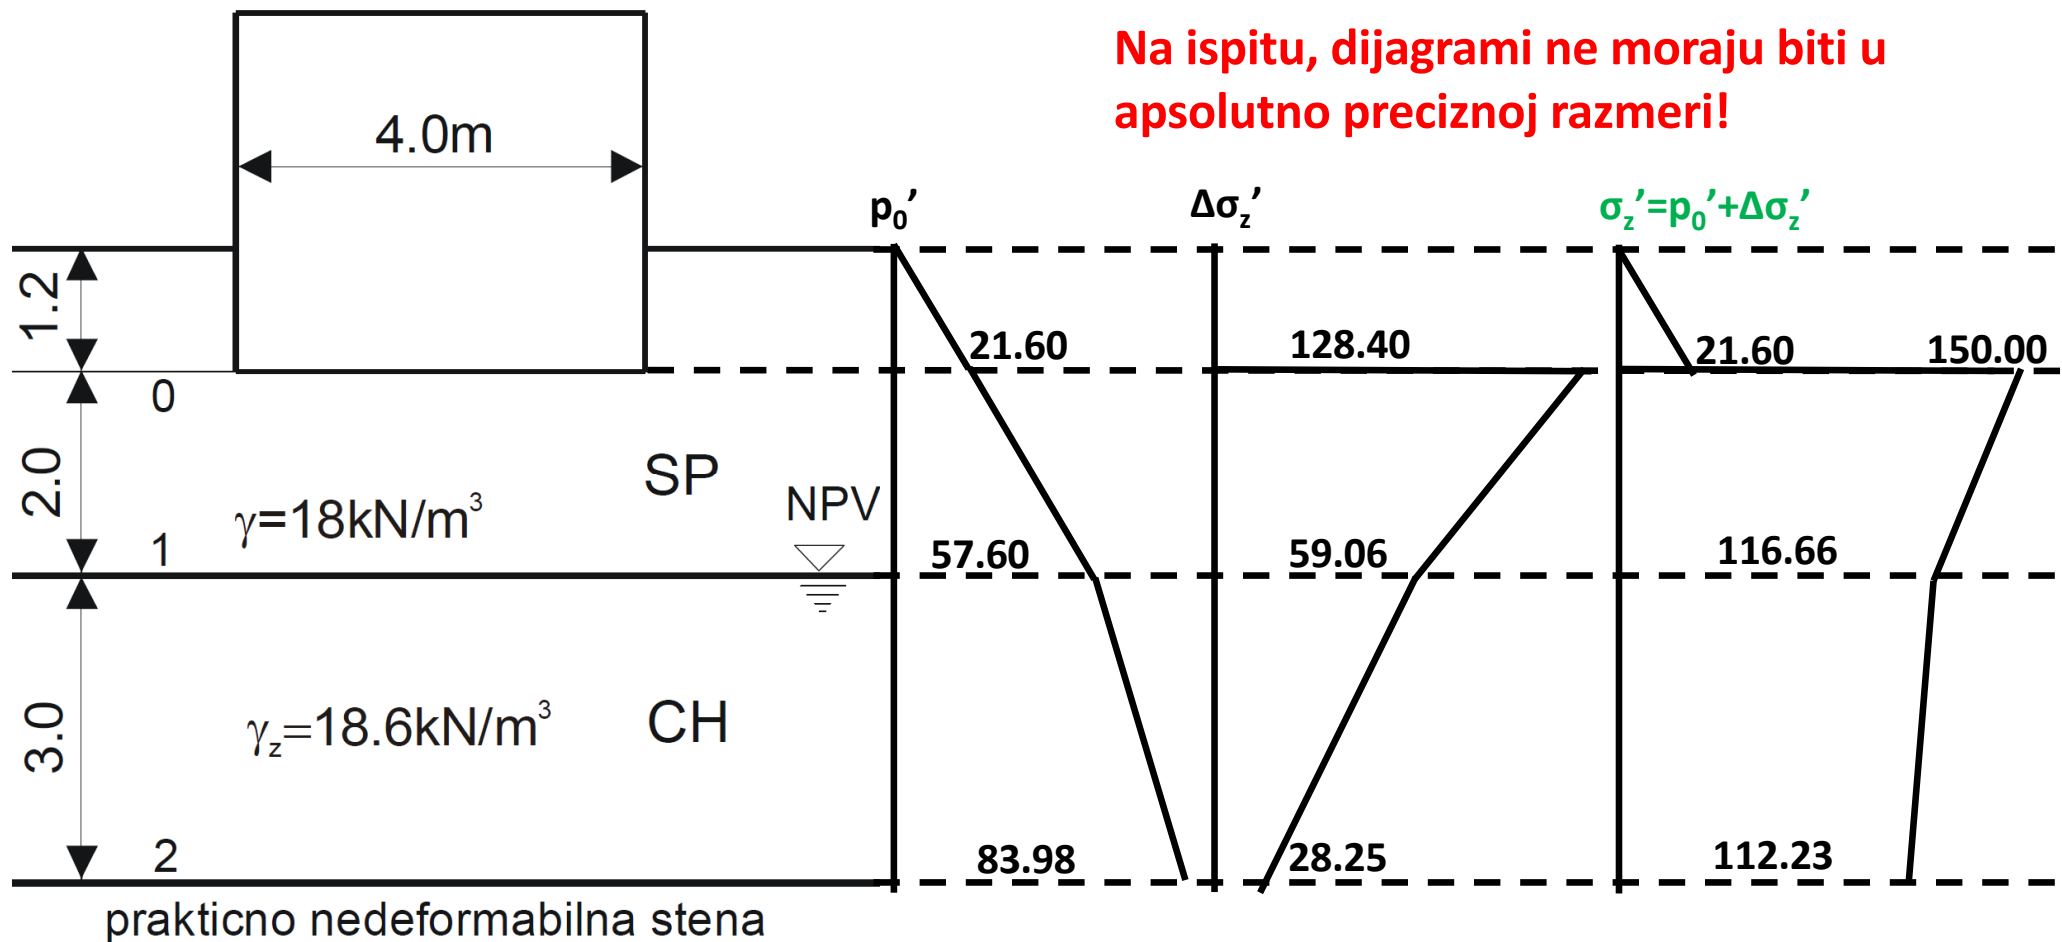 Na ispitu, dijagrami ne moraju biti u
apsolutno preciznoj razmeri!
4.0m
p₀’
Δσz’
σz’=p₀’+Δσz’
1.2
21.60
128.40
21.60
150.00
0
2.0
SP
γ=18kN/m³
NPV
1
57.60
59.06
116.66
3.0
γz=18.6kN/m³
CH
2
83.98
28.25
112.23
prakticno nedeformabilna stena